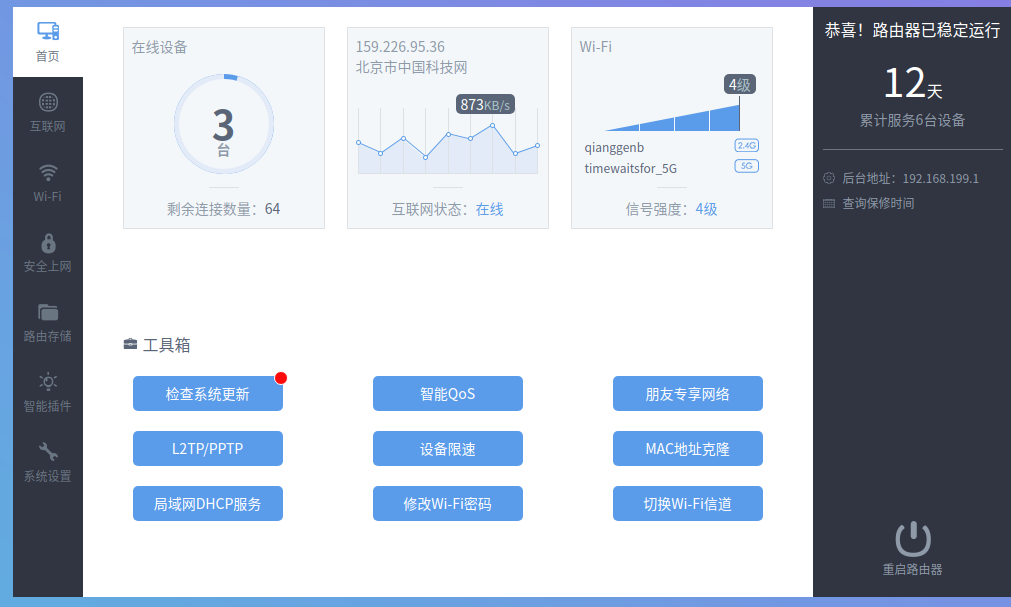 首页
互联网
Wi-Fi
安全上网
路由存储
智能插件
系统设置
在线设备
3
台
剩余连接数量：64
159.226.95.36
北京市中国科技网
873KB/s
互联网状态：在线
Wi-Fi
4级
qianggenb 2.4G
timewaitsfor_5G 5G
信号强度：4级
工具箱
检查系统更新 智能QoS 朋友专享网络
L2TP/PPTP 设备限速 MAC地址克隆
局域网DHCP服务 修改Wi-Fi密码 切换Wi-Fi信道
恭喜！路由器已稳定运行
12天
累计服务6台设备
后台地址：192.168.199.1
查询保修时间
重启路由器